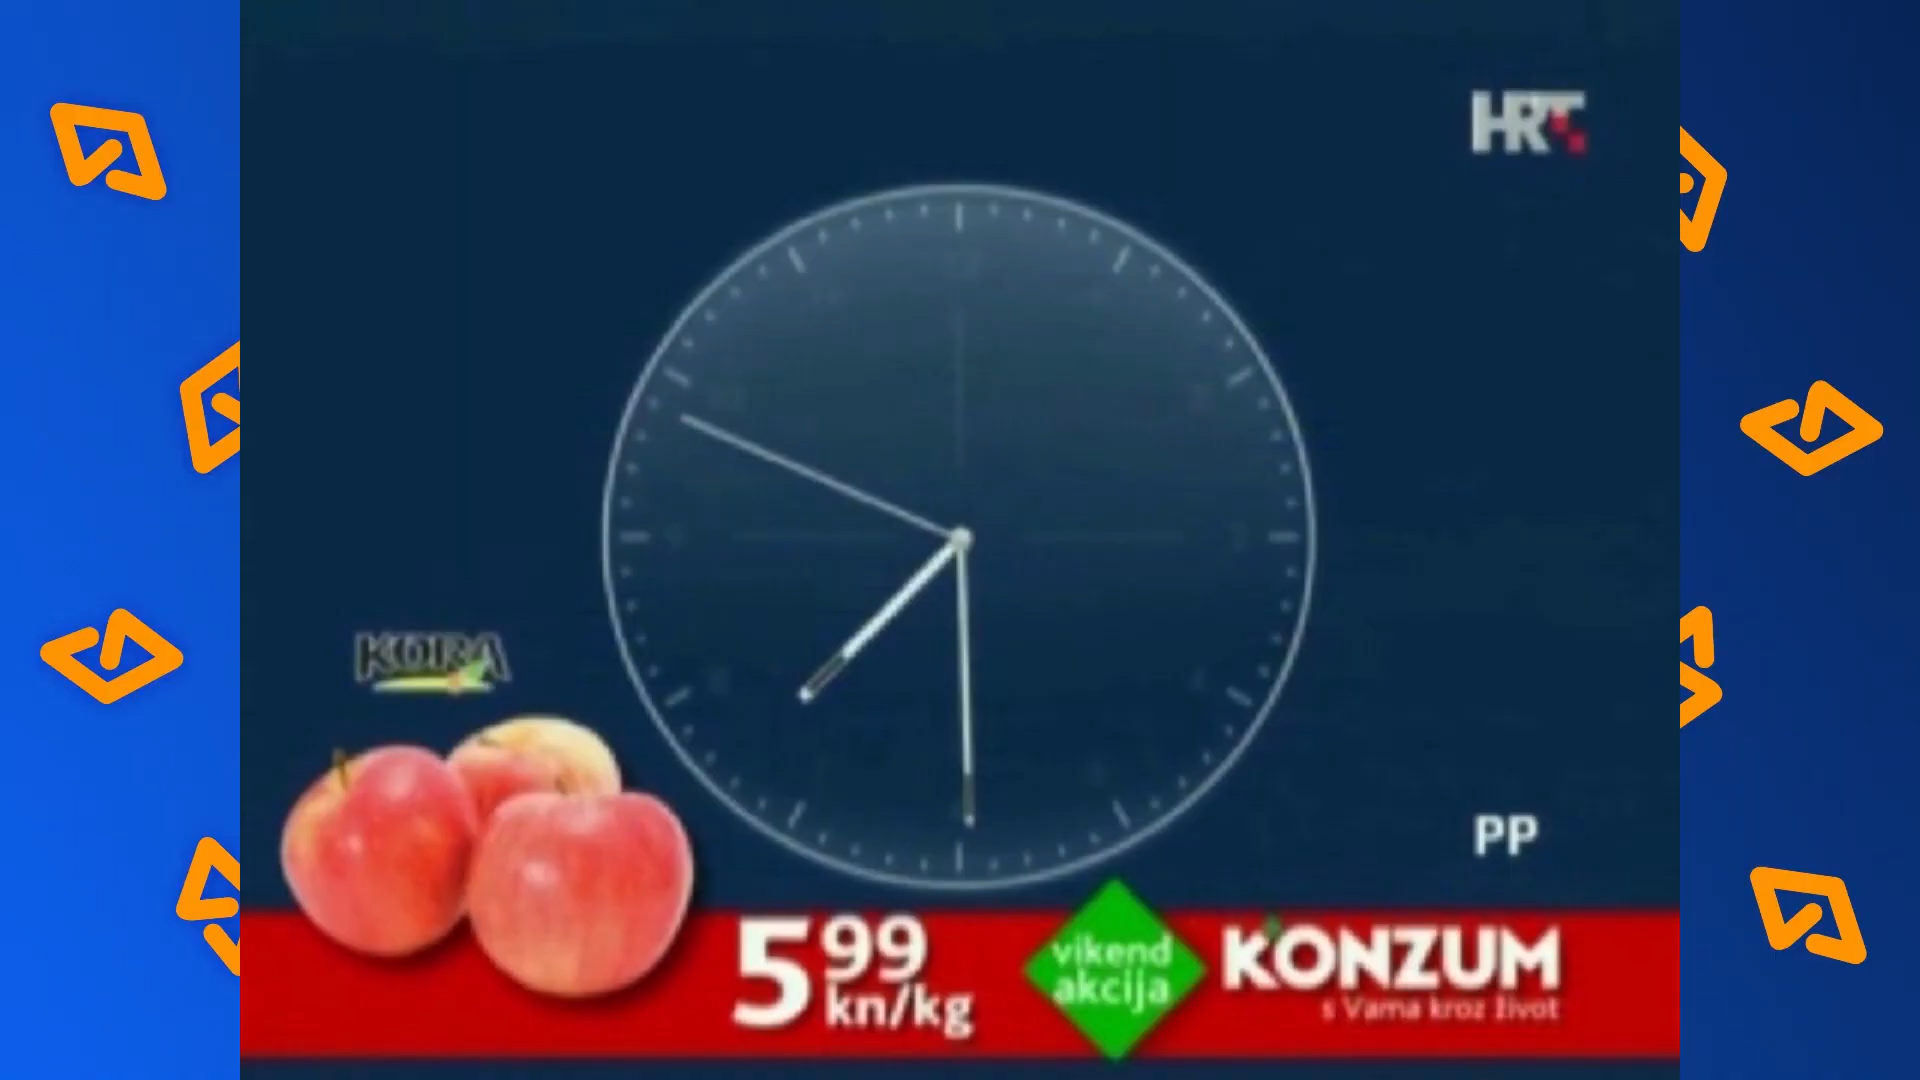 HRT
KORA
PP
5 99
kn/kg
vikend
akcija
KONZUM
s Vama kroz život